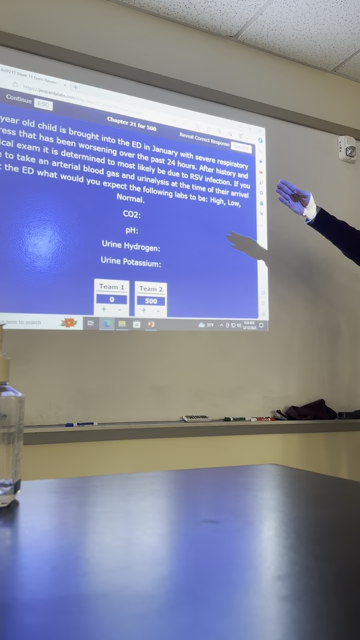 Continue ESC
Chapter 21 for 500
Reveal Correct Response
year old child is brought into the ED in January with severe respiratory
ress that has been worsening over the past 24 hours. After history and
ical exam it is determined to most likely be due to RSV infection. If you
e to take an arterial blood gas and urinalysis at the time of their arrival
the ED what would you expect the following labs to be: High, Low,
Normal.
CO2:
pH:
Urine Hydrogen:
Urine Potassium:
Team 1
Team 2
0
500
+ -
+ -
here to search